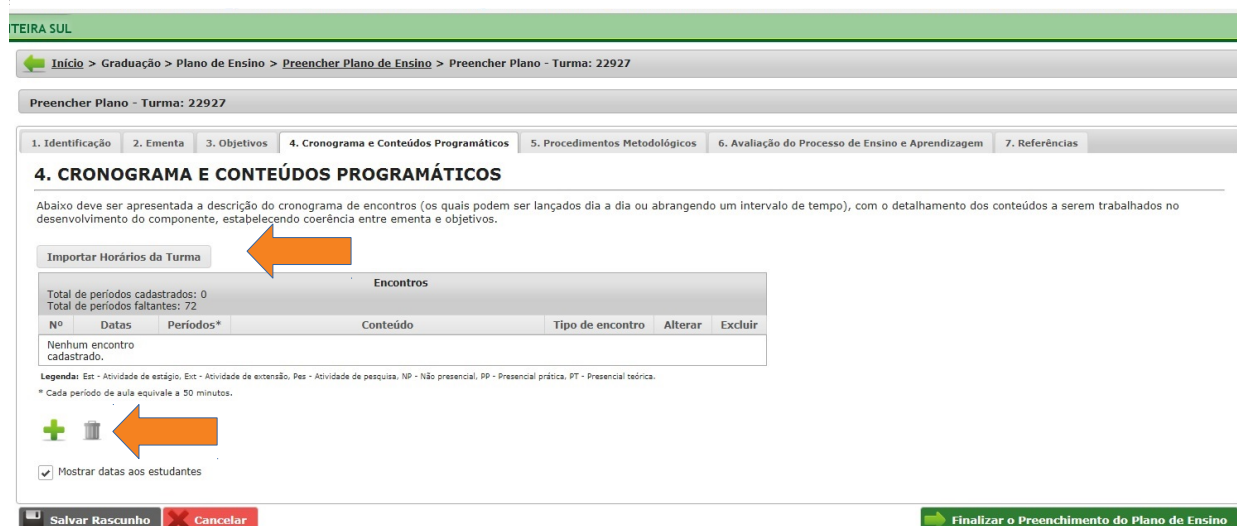 TEIRA SUL
Início > Graduação > Plano de Ensino > Preencher Plano de Ensino > Preencher Plano - Turma: 22927
Preencher Plano - Turma: 22927
1. Identificação 2. Ementa 3. Objetivos 4. Cronograma e Conteúdos Programáticos 5. Procedimentos Metodológicos 6. Avaliação do Processo de Ensino e Aprendizagem 7. Referências
4. CRONOGRAMA E CONTEÚDOS PROGRAMÁTICOS
Abaixo deve ser apresentada a descrição do cronograma de encontros (os quais podem ser lançados dia a dia ou abrangendo um intervalo de tempo), com o detalhamento dos conteúdos a serem trabalhados no
desenvolvimento do componente, estabelecendo coerência entre ementa e objetivos.
Importar Horários da Turma
Encontros
Total de períodos cadastrados: 0
Total de períodos faltantes: 72
Nº Datas Períodos* Conteúdo Tipo de encontro Alterar Excluir
Nenhum encontro
cadastrado.
Legenda: Est - Atividade de estágio, Ext - Atividade de extensão, Pes - Atividade de pesquisa, NP - Não presencial, PP - Presencial prática, PT - Presencial teórica.
* Cada período de aula equivale a 50 minutos.
Mostrar datas aos estudantes
Salvar Rascunho Cancelar Finalizar o Preenchimento do Plano de Ensino